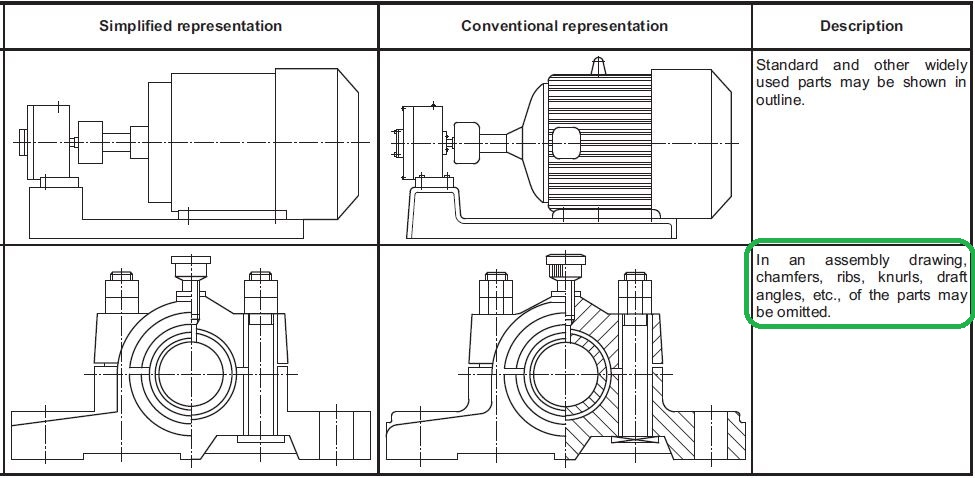 Simplified representation
Conventional representation
Description
Standard and other widely
used parts may be shown in
outline.
In an assembly drawing,
chamfers, ribs, knurls, draft
angles, etc., of the parts may
be omitted.